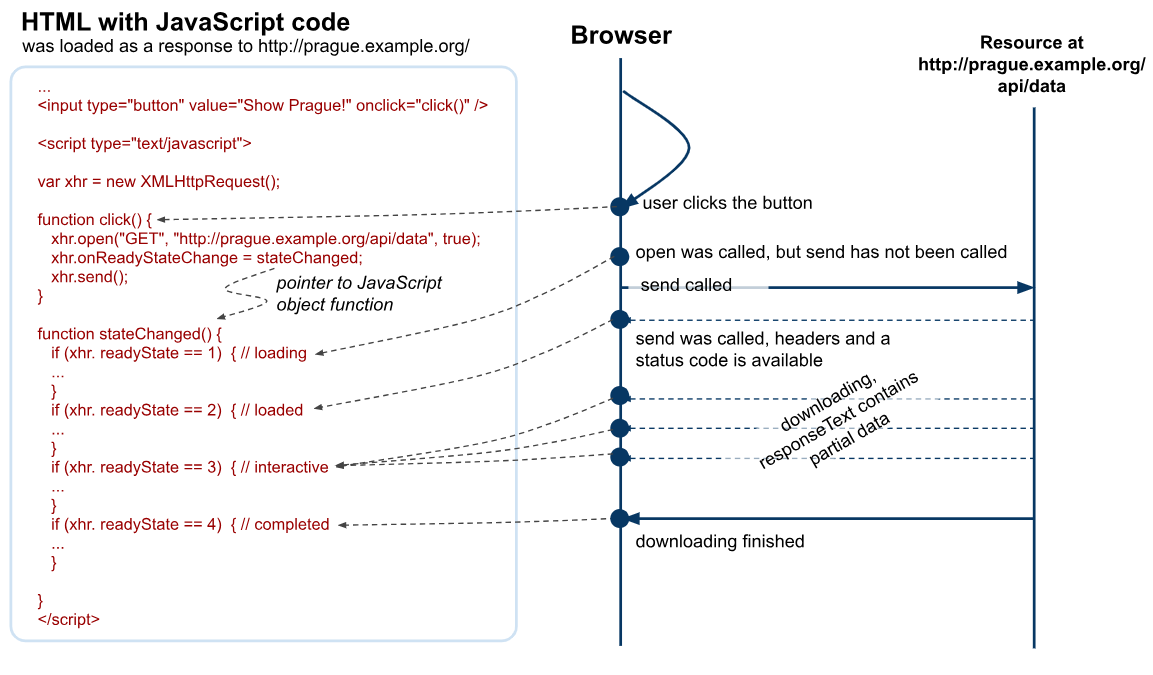 HTML with JavaScript code
was loaded as a response to http://prague.example.org/
...
<input type="button" value="Show Prague!" onclick="click()" />
<script type="text/javascript">
var xhr = new XMLHttpRequest();
function click() {
xhr.open("GET", "http://prague.example.org/api/data", true);
xhr.onReadyStateChange = stateChanged;
xhr.send();
}
pointer to JavaScript
object function
function stateChanged() {
if (xhr. readyState == 1)  { // loading
...
}
if (xhr. readyState == 2)  { // loaded
...
}
if (xhr. readyState == 3)  { // interactive
...
}
if (xhr. readyState == 4)  { // completed
...
}
}
</script>
Browser
user clicks the button
open was called, but send has not been called
send called
send was called, headers and a
status code is available
downloading,
responseText contains
partial data
downloading finished
Resource at
http://prague.example.org/
api/data